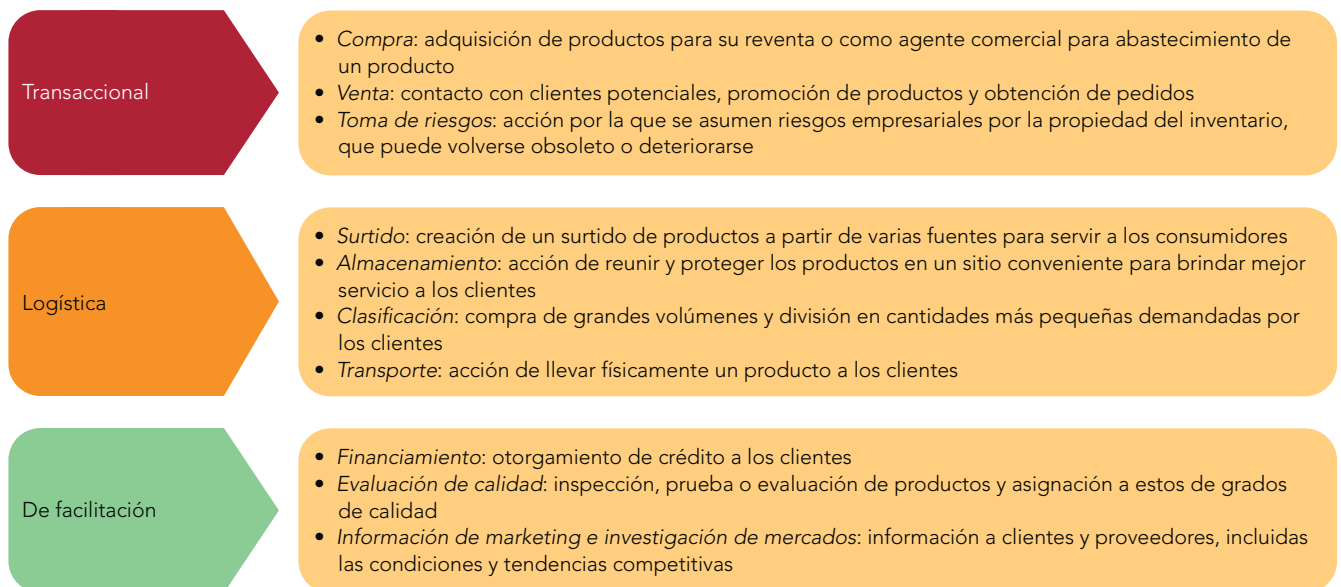 Transaccional
• Compra: adquisición de productos para su reventa o como agente comercial para abastecimiento de
un producto
• Venta: contacto con clientes potenciales, promoción de productos y obtención de pedidos
• Toma de riesgos: acción por la que se asumen riesgos empresariales por la propiedad del inventario,
que puede volverse obsoleto o deteriorarse
Logística
• Surtido: creación de un surtido de productos a partir de varias fuentes para servir a los consumidores
• Almacenamiento: acción de reunir y proteger los productos en un sitio conveniente para brindar mejor
servicio a los clientes
• Clasificación: compra de grandes volúmenes y división en cantidades más pequeñas demandadas por
los clientes
• Transporte: acción de llevar físicamente un producto a los clientes
De facilitación
• Financiamiento: otorgamiento de crédito a los clientes
• Evaluación de calidad: inspección, prueba o evaluación de productos y asignación a estos de grados
de calidad
• Información de marketing e investigación de mercados: información a clientes y proveedores, incluidas
las condiciones y tendencias competitivas